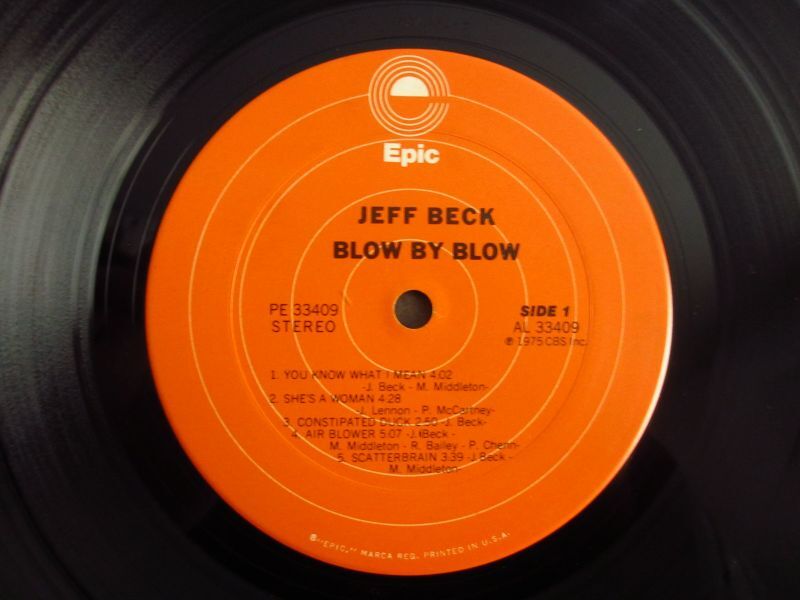 Epic
JEFF BECK
BLOW BY BLOW
PE 33409
STEREO
SIDE 1
AL 33409
℗ 1975 CBS Inc.
1. YOU KNOW WHAT I MEAN 4:02
-J. Beck - M. Middleton-
2. SHE'S A WOMAN 4:28
-J. Lennon - P. McCartney-
3. CONSTIPATED DUCK 2:50 -J. Beck-
4. AIR BLOWER 5:07 -J. Beck -
M. Middleton - R. Bailey - P. Chenn-
5. SCATTERBRAIN 3:39 -J. Beck -
M. Middleton-
®"EPIC," MARCA REG. PRINTED IN U.S.A.